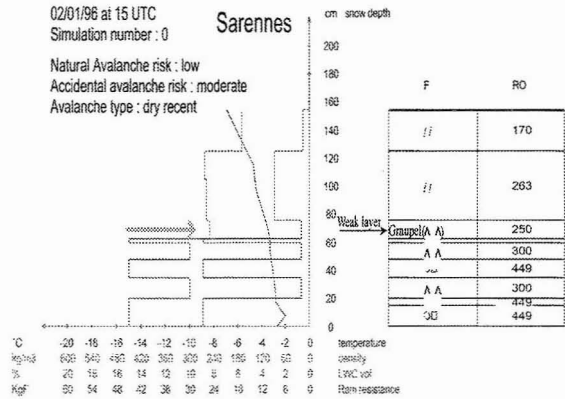 02/01/96 at 15 UTC
Simulation number : 0
Sarennes
cm snow depth
Natural Avalanche risk : low
Accidental avalanche risk : moderate
Avalanche type : dry recent
200
180
160
140
120
100
80
60
40
20
0
F RO
// 170
// 263
Weak layer
Graupel(ᴧ ᴧ) 250
ᴧ ᴧ 300
449
ᴧ ᴧ 300
449
449
°C -20 -18 -16 -14 -12 -10 -8 -6 -4 -2 0 temperature
kg/m3 600 540 480 420 360 300 240 180 120 60 0 density
% 20 18 16 14 12 10 8 6 4 2 0 LWC vol
KgF 60 54 48 42 36 30 24 18 12 6 0 Ram resistance